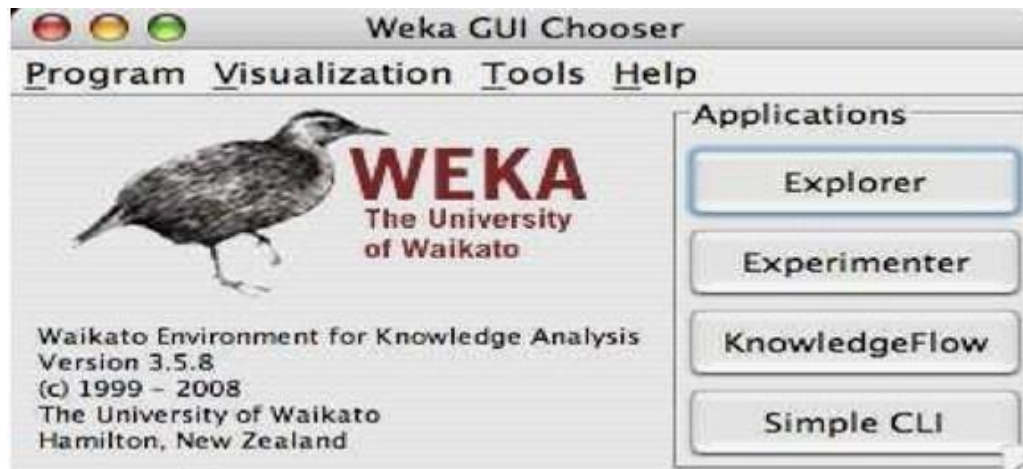 Weka GUI Chooser
Program Visualization Tools Help
WEKA
The University
of Waikato
Waikato Environment for Knowledge Analysis
Version 3.5.8
(c) 1999 - 2008
The University of Waikato
Hamilton, New Zealand
Applications
Explorer
Experimenter
KnowledgeFlow
Simple CLI